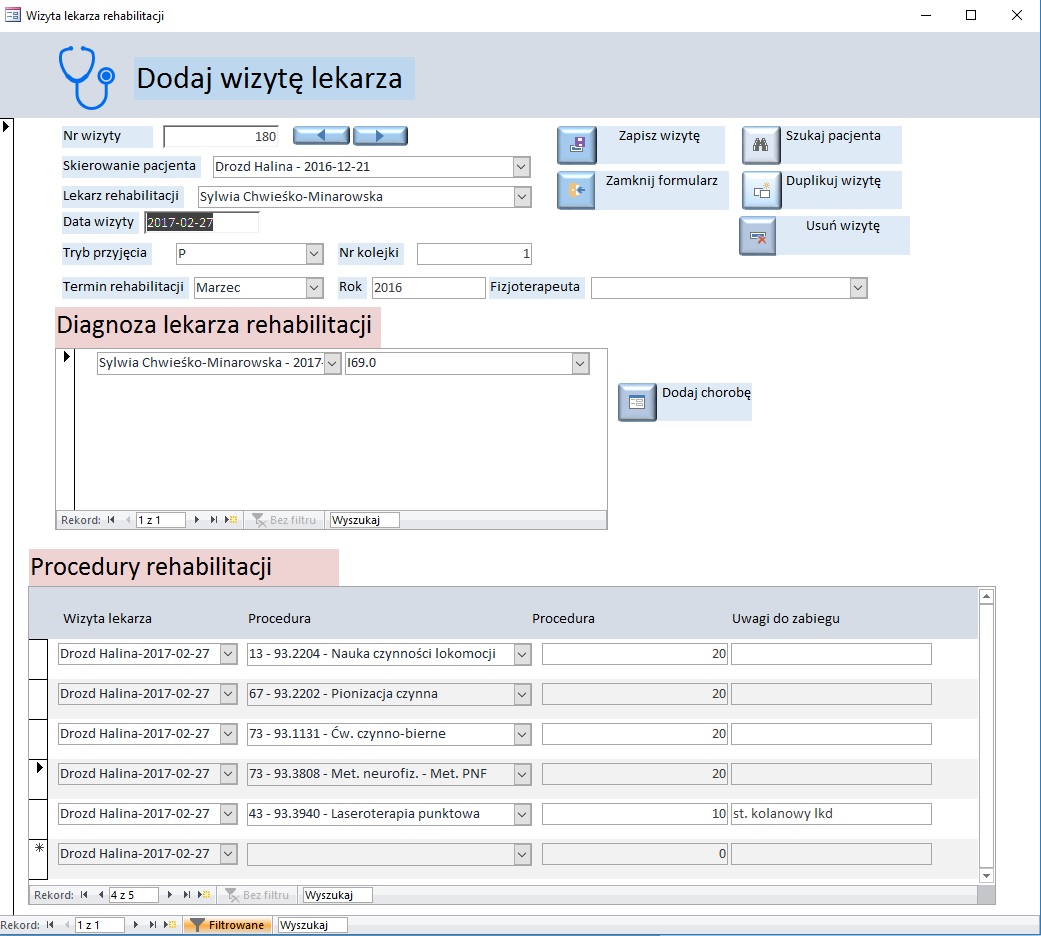 Wizyta lekarza rehabilitacji
Dodaj wizytę lekarza
Nr wizyty 180 Zapisz wizytę Szukaj pacjenta
Skierowanie pacjenta Drozd Halina - 2016-12-21 Zamknij formularz Duplikuj wizytę
Lekarz rehabilitacji Sylwia Chwieśko-Minarowska
Data wizyty 2017-02-27 Usuń wizytę
Tryb przyjęcia P Nr kolejki 1
Termin rehabilitacji Marzec Rok 2016 Fizjoterapeuta
Diagnoza lekarza rehabilitacji
Sylwia Chwieśko-Minarowska - 2017- I69.0
Dodaj chorobę
Rekord: 1 z 1 Bez filtru Wyszukaj
Procedury rehabilitacji
Wizyta lekarza Procedura Procedura Uwagi do zabiegu
Drozd Halina-2017-02-27 13 - 93.2204 - Nauka czynności lokomocji 20
Drozd Halina-2017-02-27 67 - 93.2202 - Pionizacja czynna 20
Drozd Halina-2017-02-27 73 - 93.1131 - Ćw. czynno-bierne 20
Drozd Halina-2017-02-27 73 - 93.3808 - Met. neurofiz. - Met. PNF 20
Drozd Halina-2017-02-27 43 - 93.3940 - Laseroterapia punktowa 10 st. kolanowy lkd
Drozd Halina-2017-02-27 0
Rekord: 4 z 5 Bez filtru Wyszukaj
Rekord: 1 z 1 Filtrowane Wyszukaj